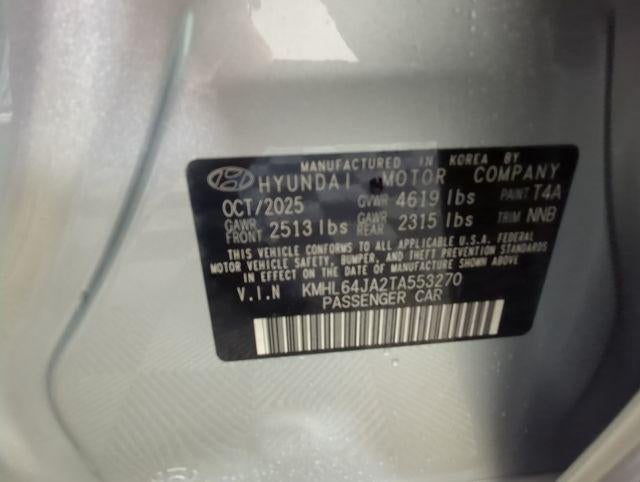 MANUFACTURED IN KOREA BY
HYUNDAI MOTOR COMPANY
OCT/2025 GVWR 4619 lbs PAINT T4A
GAWR FRONT 2513 lbs GAWR REAR 2315 lbs TRIM NNB
THIS VEHICLE CONFORMS TO ALL APPLICABLE U.S.A. FEDERAL
MOTOR VEHICLE SAFETY, BUMPER, AND THEFT PREVENTION STANDARDS
IN EFFECT ON THE DATE OF MANUFACTURE SHOWN ABOVE
V.I.N KMHL64JA2TA553270
PASSENGER CAR